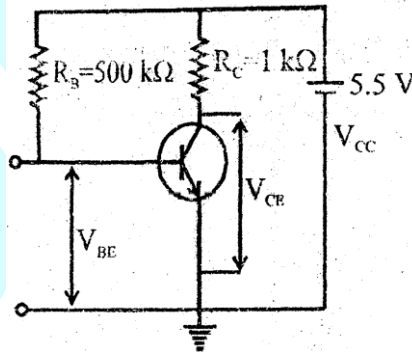 R_B=500 kΩ
R_C=1 kΩ
5.5 V
V_CC
V_CE
V_BE